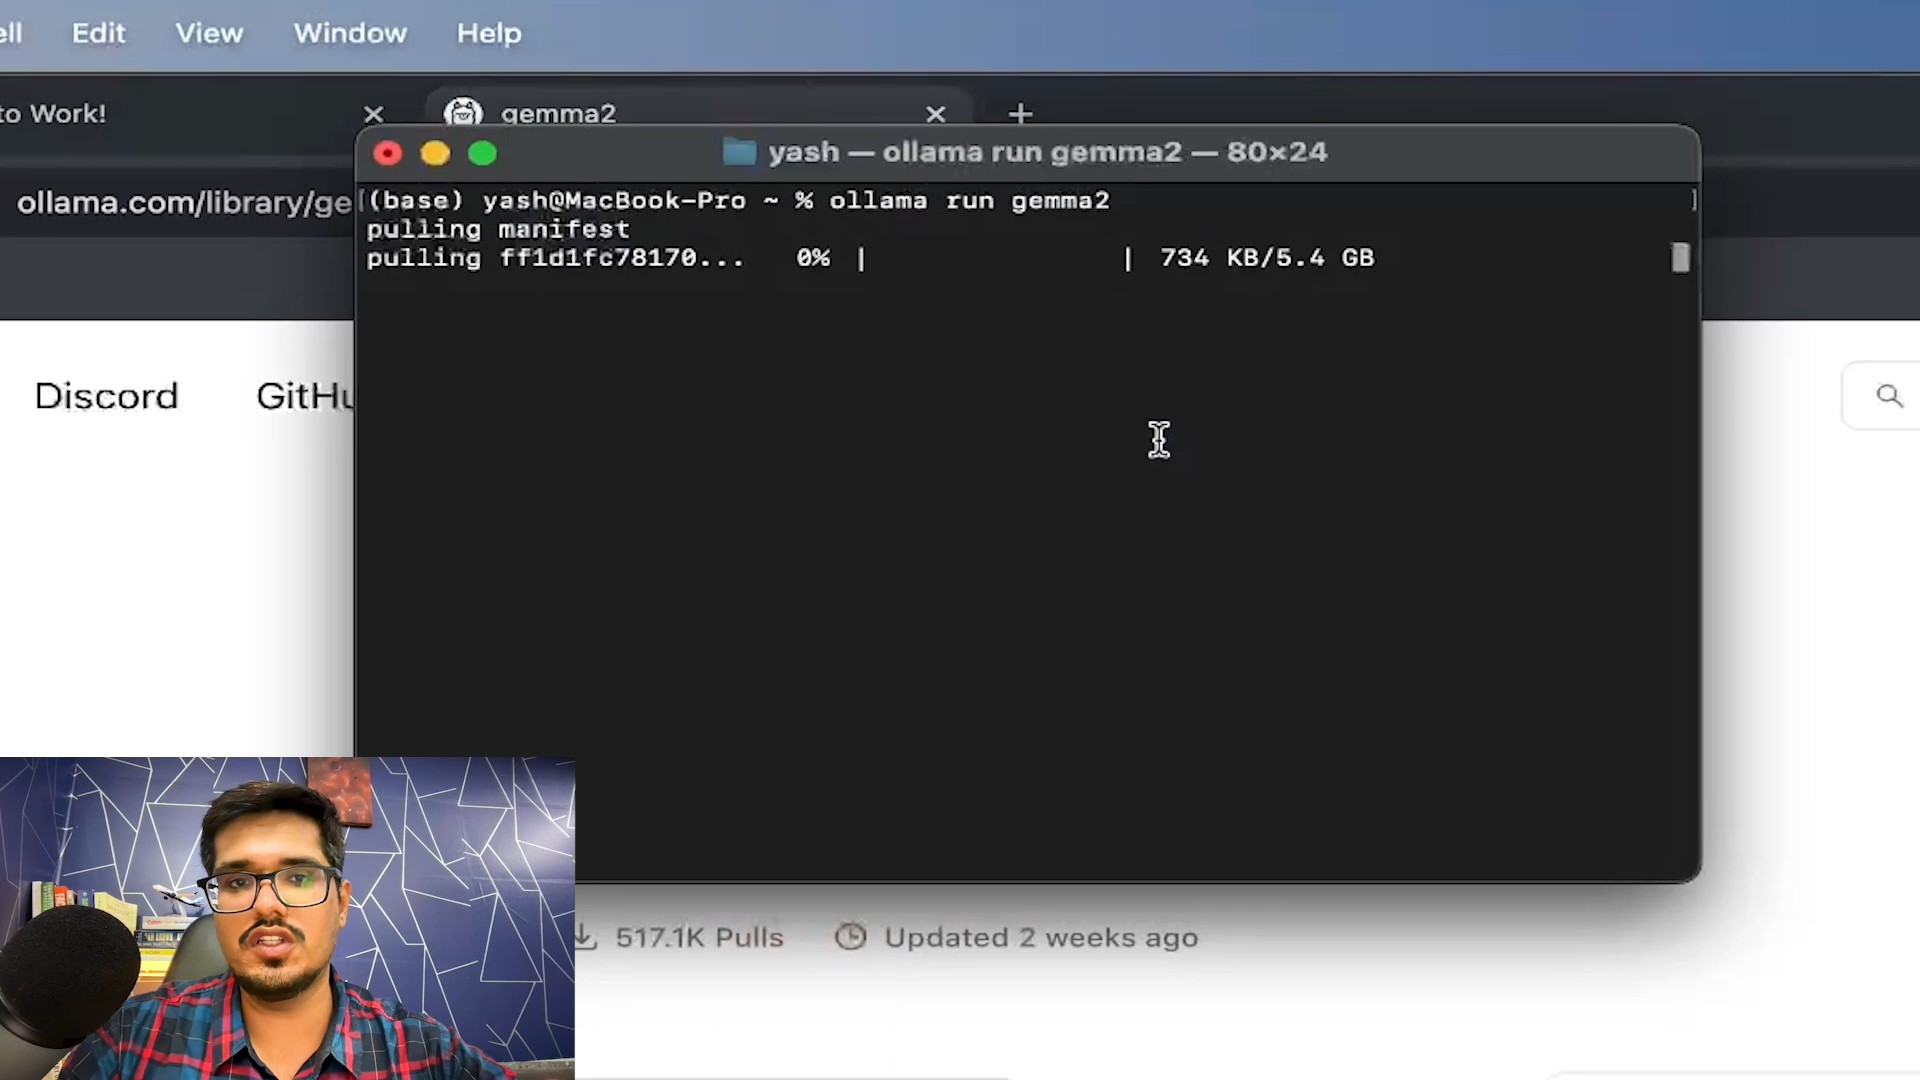 Edit View Window Help
to Work!
gemma2
yash — ollama run gemma2 — 80×24
ollama.com/library/ge
(base) yash@MacBook-Pro ~ % ollama run gemma2
pulling manifest
pulling ff1d1fc78170... 0% | | 734 KB/5.4 GB
Discord
517.1K Pulls
Updated 2 weeks ago